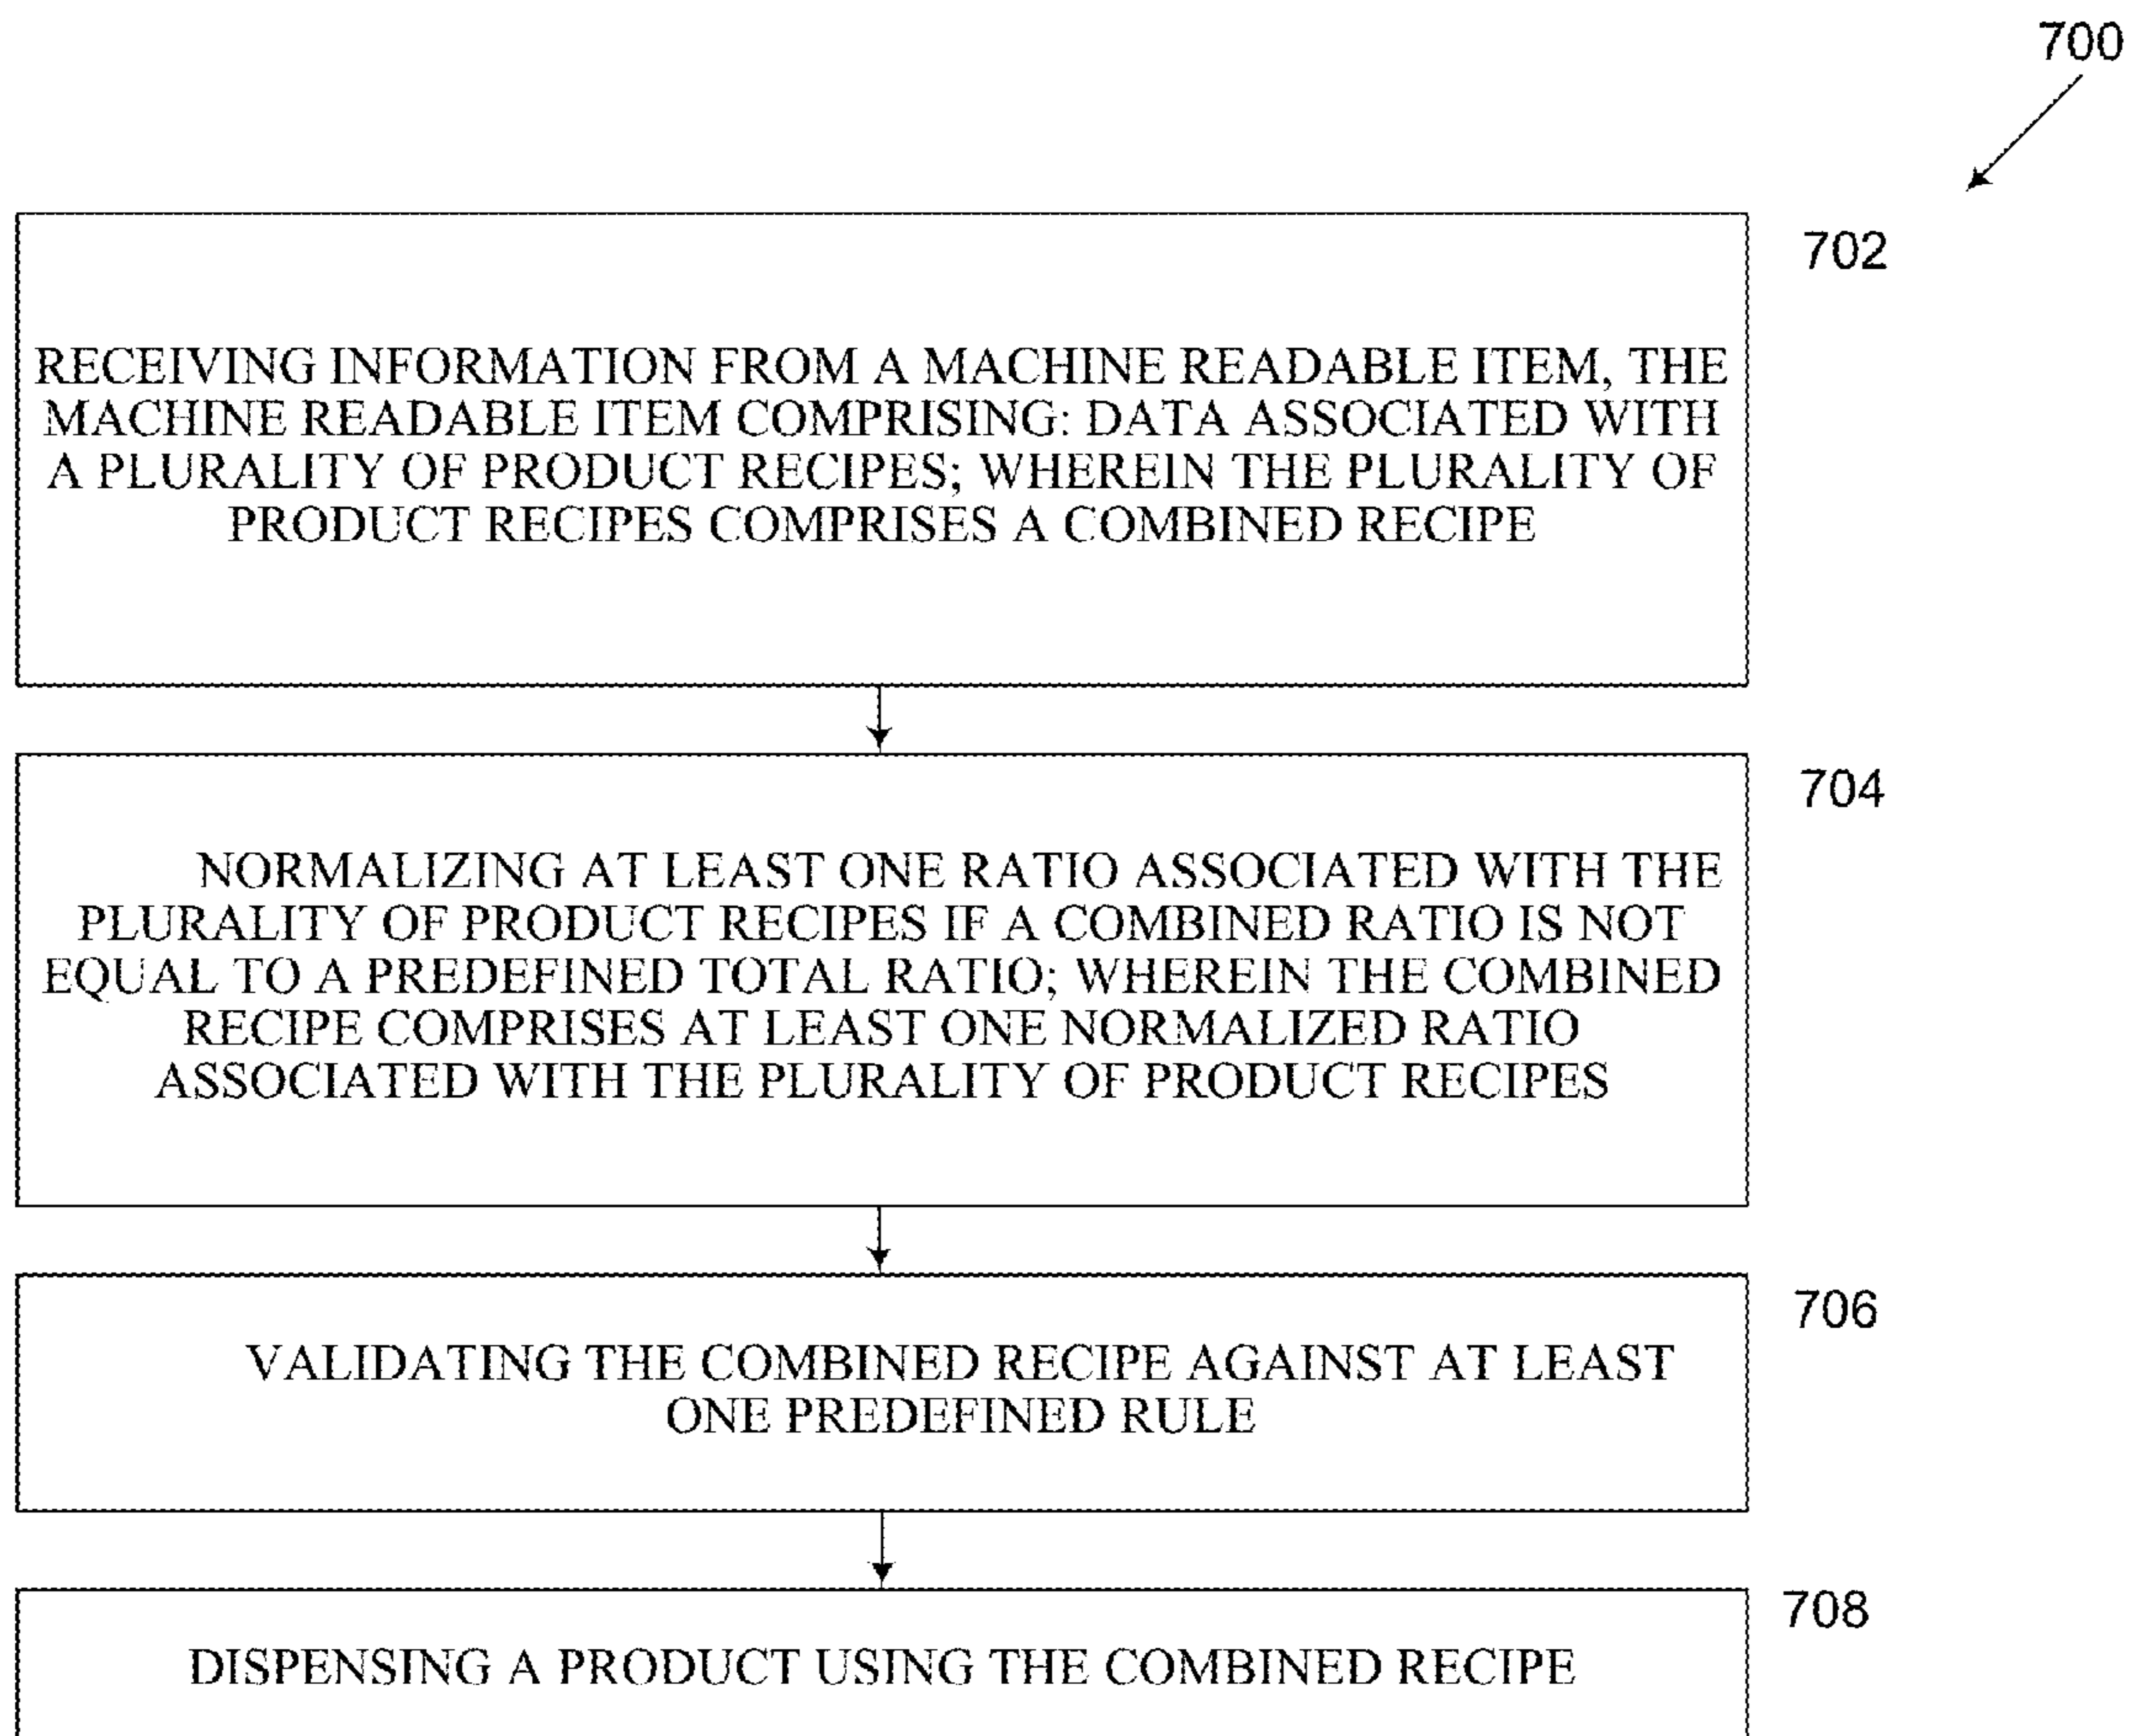 700
702
RECEIVING INFORMATION FROM A MACHINE READABLE ITEM, THE
MACHINE READABLE ITEM COMPRISING: DATA ASSOCIATED WITH
A PLURALITY OF PRODUCT RECIPES; WHEREIN THE PLURALITY OF
PRODUCT RECIPES COMPRISES A COMBINED RECIPE
704
NORMALIZING AT LEAST ONE RATIO ASSOCIATED WITH THE
PLURALITY OF PRODUCT RECIPES IF A COMBINED RATIO IS NOT
EQUAL TO A PREDEFINED TOTAL RATIO; WHEREIN THE COMBINED
RECIPE COMPRISES AT LEAST ONE NORMALIZED RATIO
ASSOCIATED WITH THE PLURALITY OF PRODUCT RECIPES
706
VALIDATING THE COMBINED RECIPE AGAINST AT LEAST
ONE PREDEFINED RULE
708
DISPENSING A PRODUCT USING THE COMBINED RECIPE